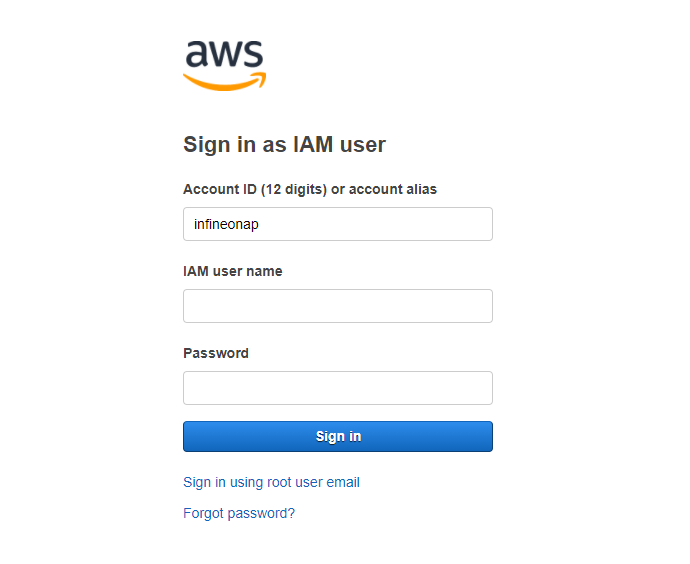 aws
Sign in as IAM user
Account ID (12 digits) or account alias
infineonap
IAM user name
Password
Sign in
Sign in using root user email
Forgot password?